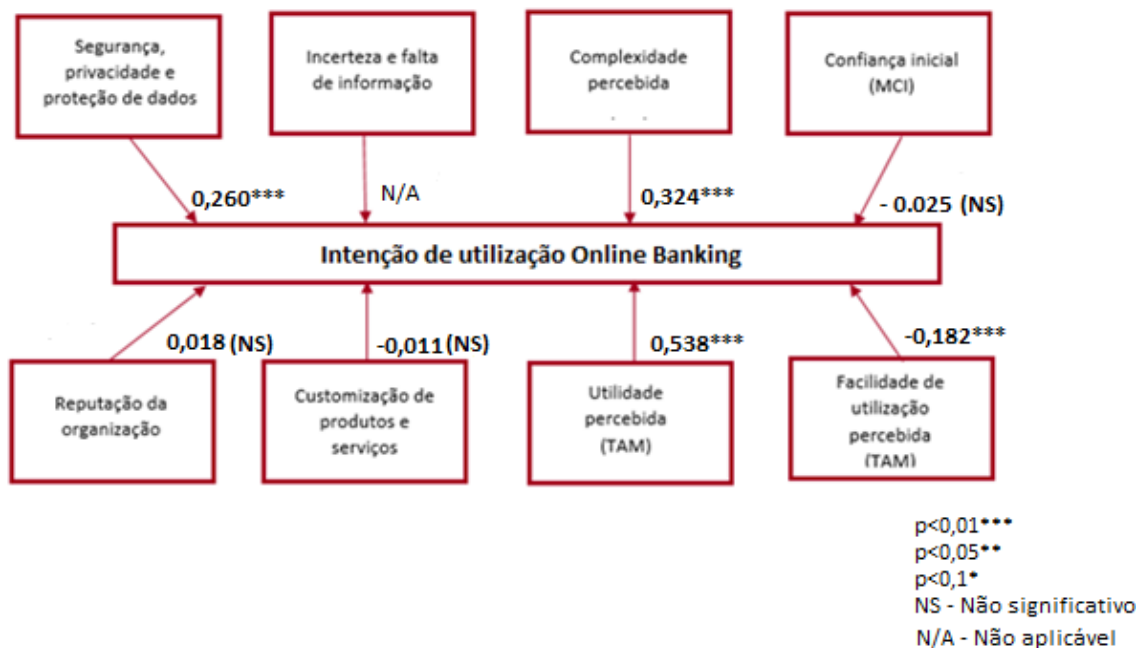 Segurança,
privacidade e
proteção de dados
Incerteza e falta
de informação
Complexidade
percebida
Confiança inicial
(MCI)
0,260***
N/A
0,324***
- 0.025 (NS)
Intenção de utilização Online Banking
0,018 (NS)
-0,011(NS)
0,538***
-0,182***
Reputação da
organização
Customização de
produtos e
serviços
Utilidade
percebida
(TAM)
Facilidade de
utilização
percebida
(TAM)
p<0,01***
p<0,05**
p<0,1*
NS - Não significativo
N/A - Não aplicável